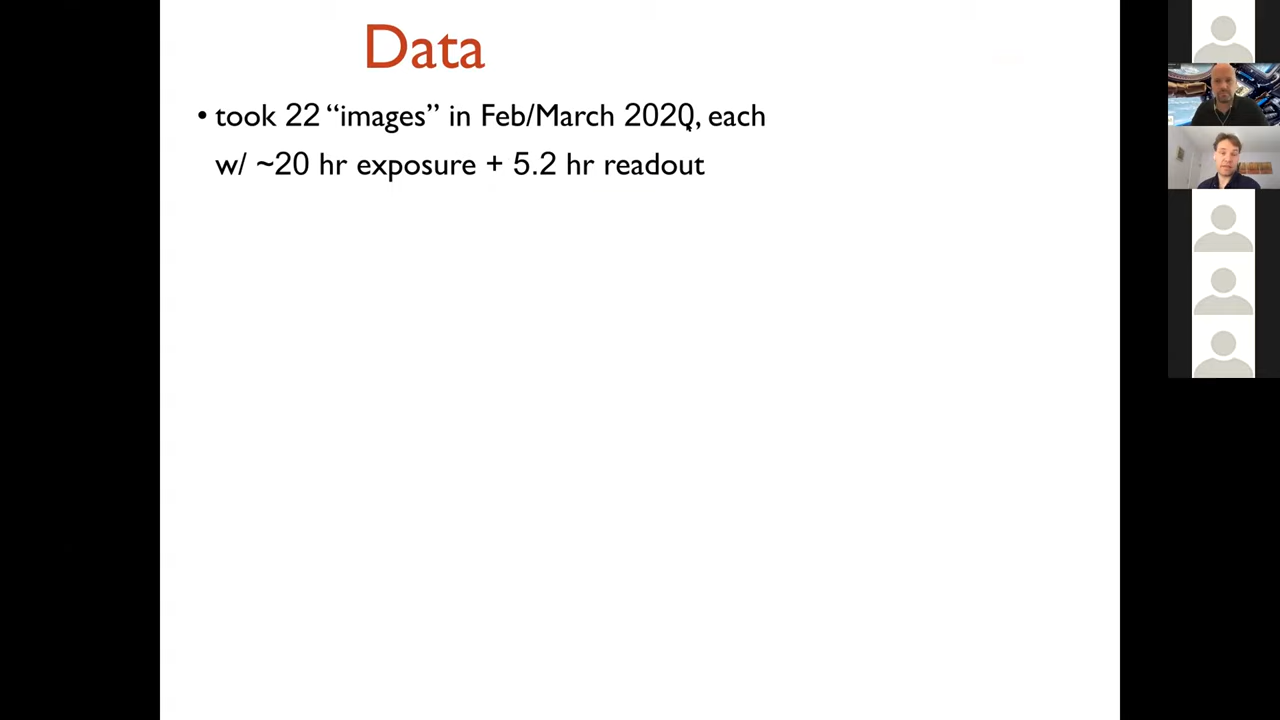 Data
• took 22 “images” in Feb/March 2020, each
w/ ~20 hr exposure + 5.2 hr readout